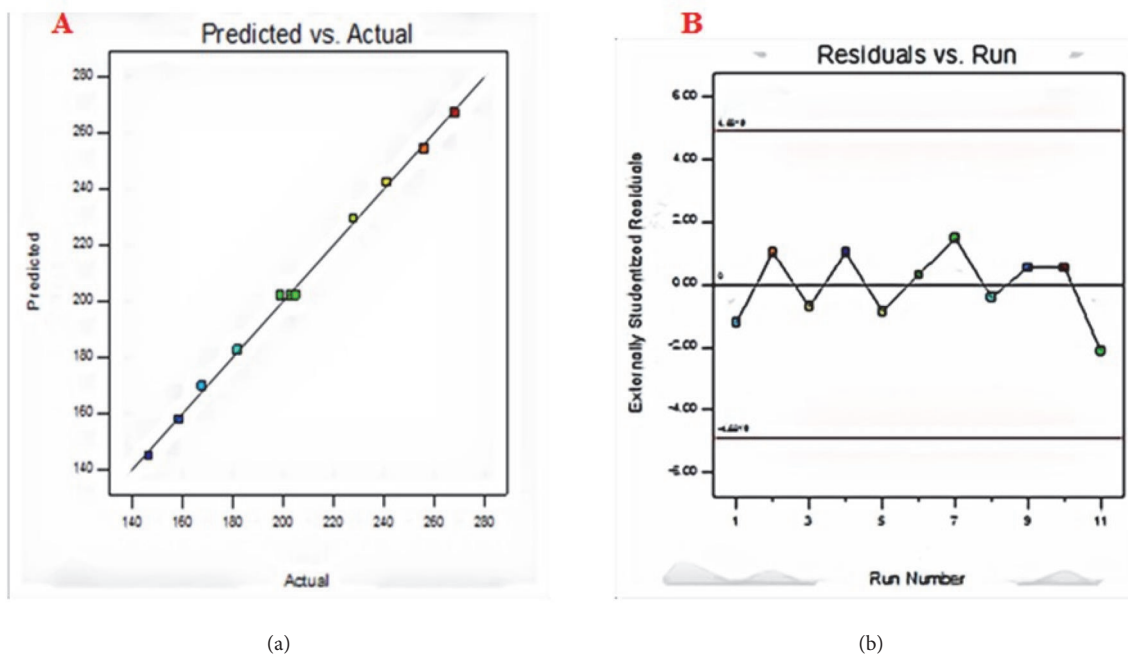 A
Predicted vs. Actual
280
260
240
220
200
180
160
140
Predicted
140 160 180 200 220 240 260 280
Actual
(a)
B
Residuals vs. Run
6.00
4.00
2.00
0
0.00
-2.00
-4.00
-6.00
Externally Studentized Residuals
1 3 5 7 9 11
Run Number
(b)